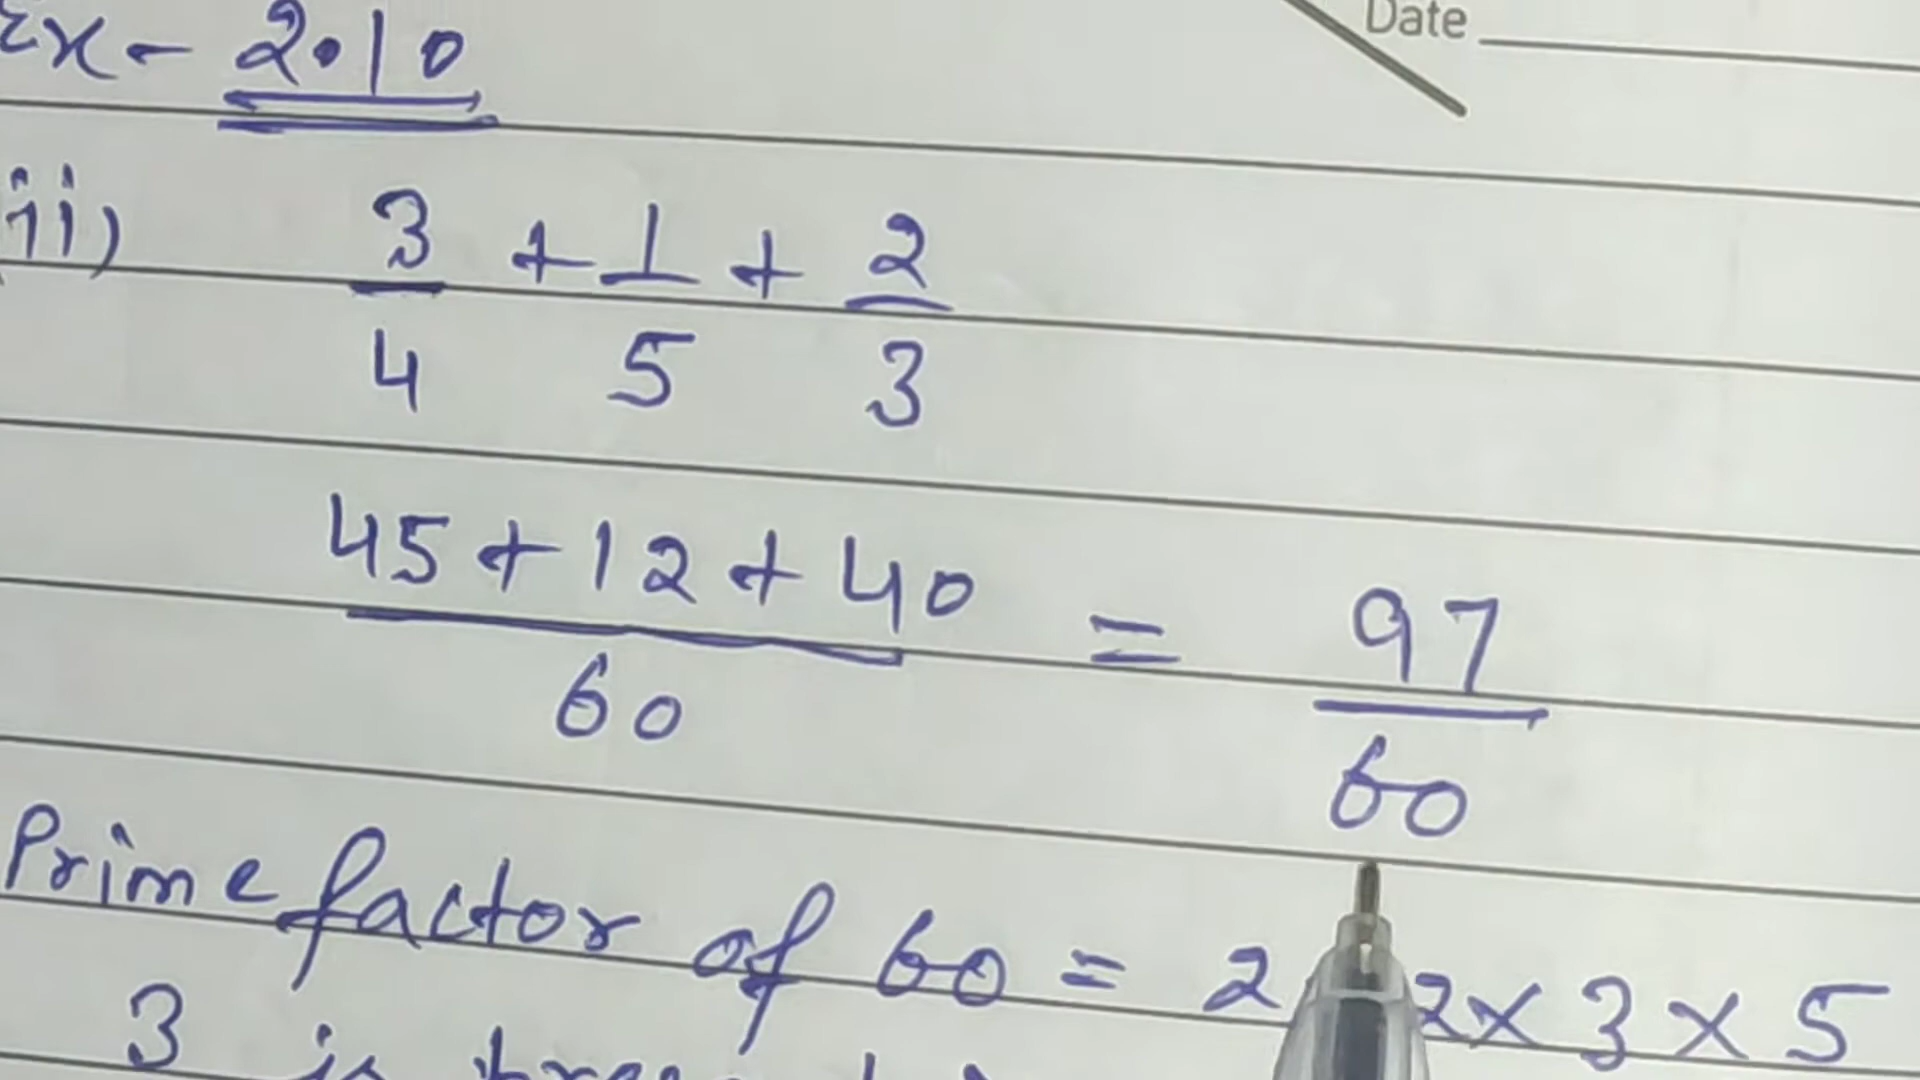 Ex - 2.10
Date
ii) 3/4 + 1/5 + 2/3
45 + 12 + 40 / 60 = 97/60
Prime factor of 60 = 2 2 x 3 x 5
3 is